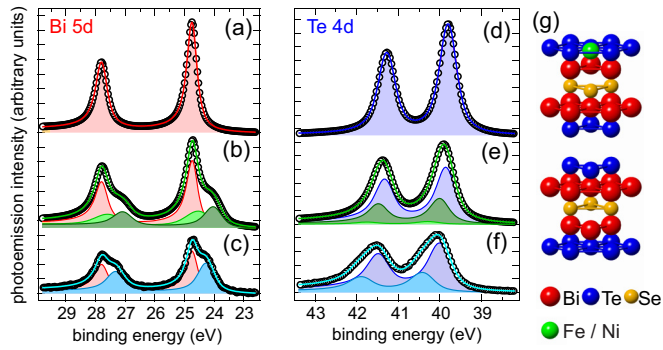 photoemission intensity (arbitrary units)
Bi 5d
(a)
(b)
(c)
29 28 27 26 25 24 23
binding energy (eV)
Te 4d
(d)
(e)
(f)
43 42 41 40 39
binding energy (eV)
(g)
Bi Te Se
Fe / Ni